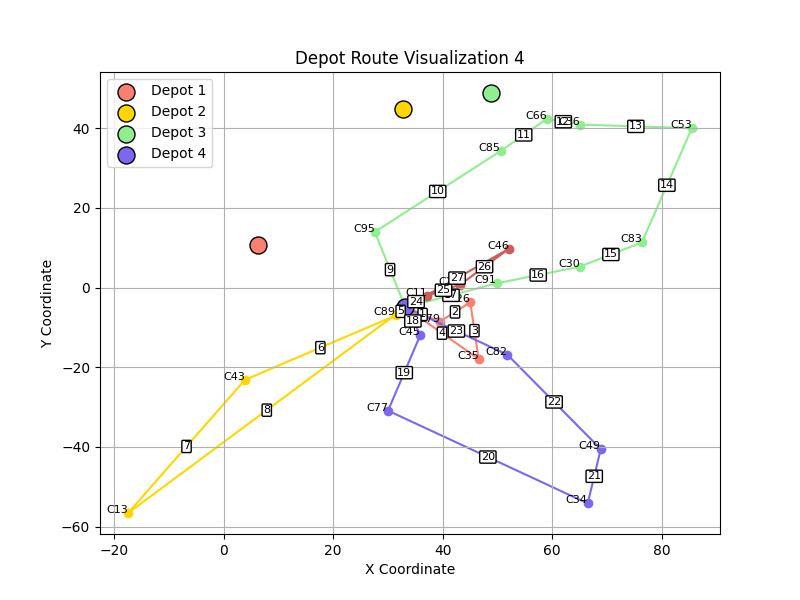 Depot Route Visualization 4
Depot 1
Depot 2
Depot 3
Depot 4
Y Coordinate
X Coordinate
−20
0
20
40
60
80
40
20
0
−20
−40
−60
C66
12
13
C53
11
C85
10
14
C95
C83
C46
9
26
15
C30
27
16
C91
C11
25
24
C89
5
2
18
C79
4
23
3
C45
6
C35
C82
19
C43
C77
8
22
7
C49
20
21
C34
C13